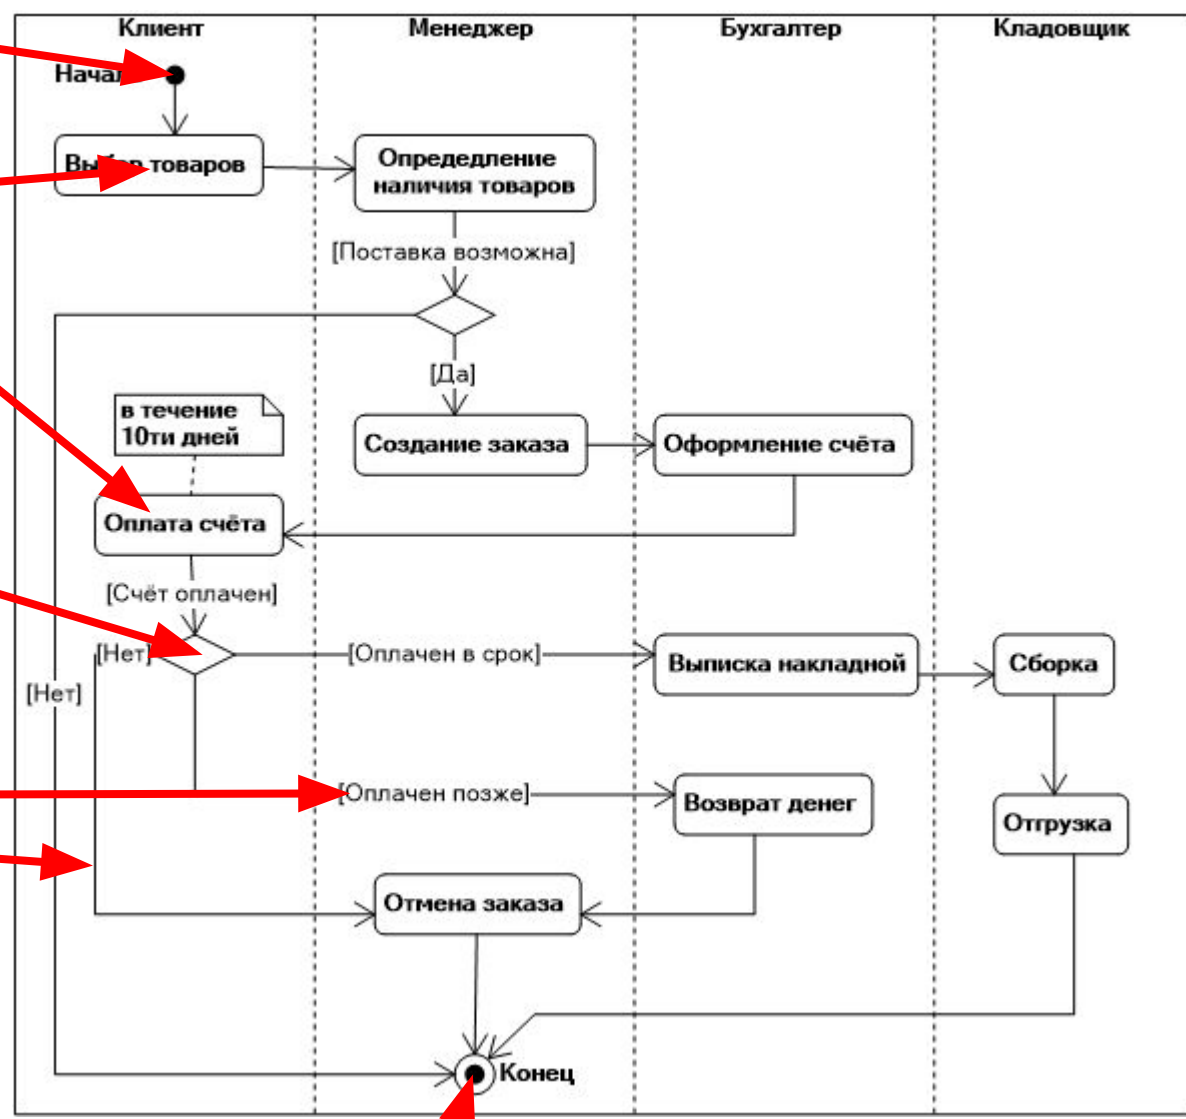 Клиент
Менеджер
Бухгалтер
Кладовщик
Начал
Выбор товаров
Опредедление
наличия товаров
[Поставка возможна]
[Да]
в течение
10ти дней
Создание заказа
Оформление счёта
Оплата счёта
[Счёт оплачен]
[Нет]
[Оплачен в срок]
Выписка накладной
Сборка
[Нет]
[Оплачен позже]
Возврат денег
Отгрузка
Отмена заказа
Конец